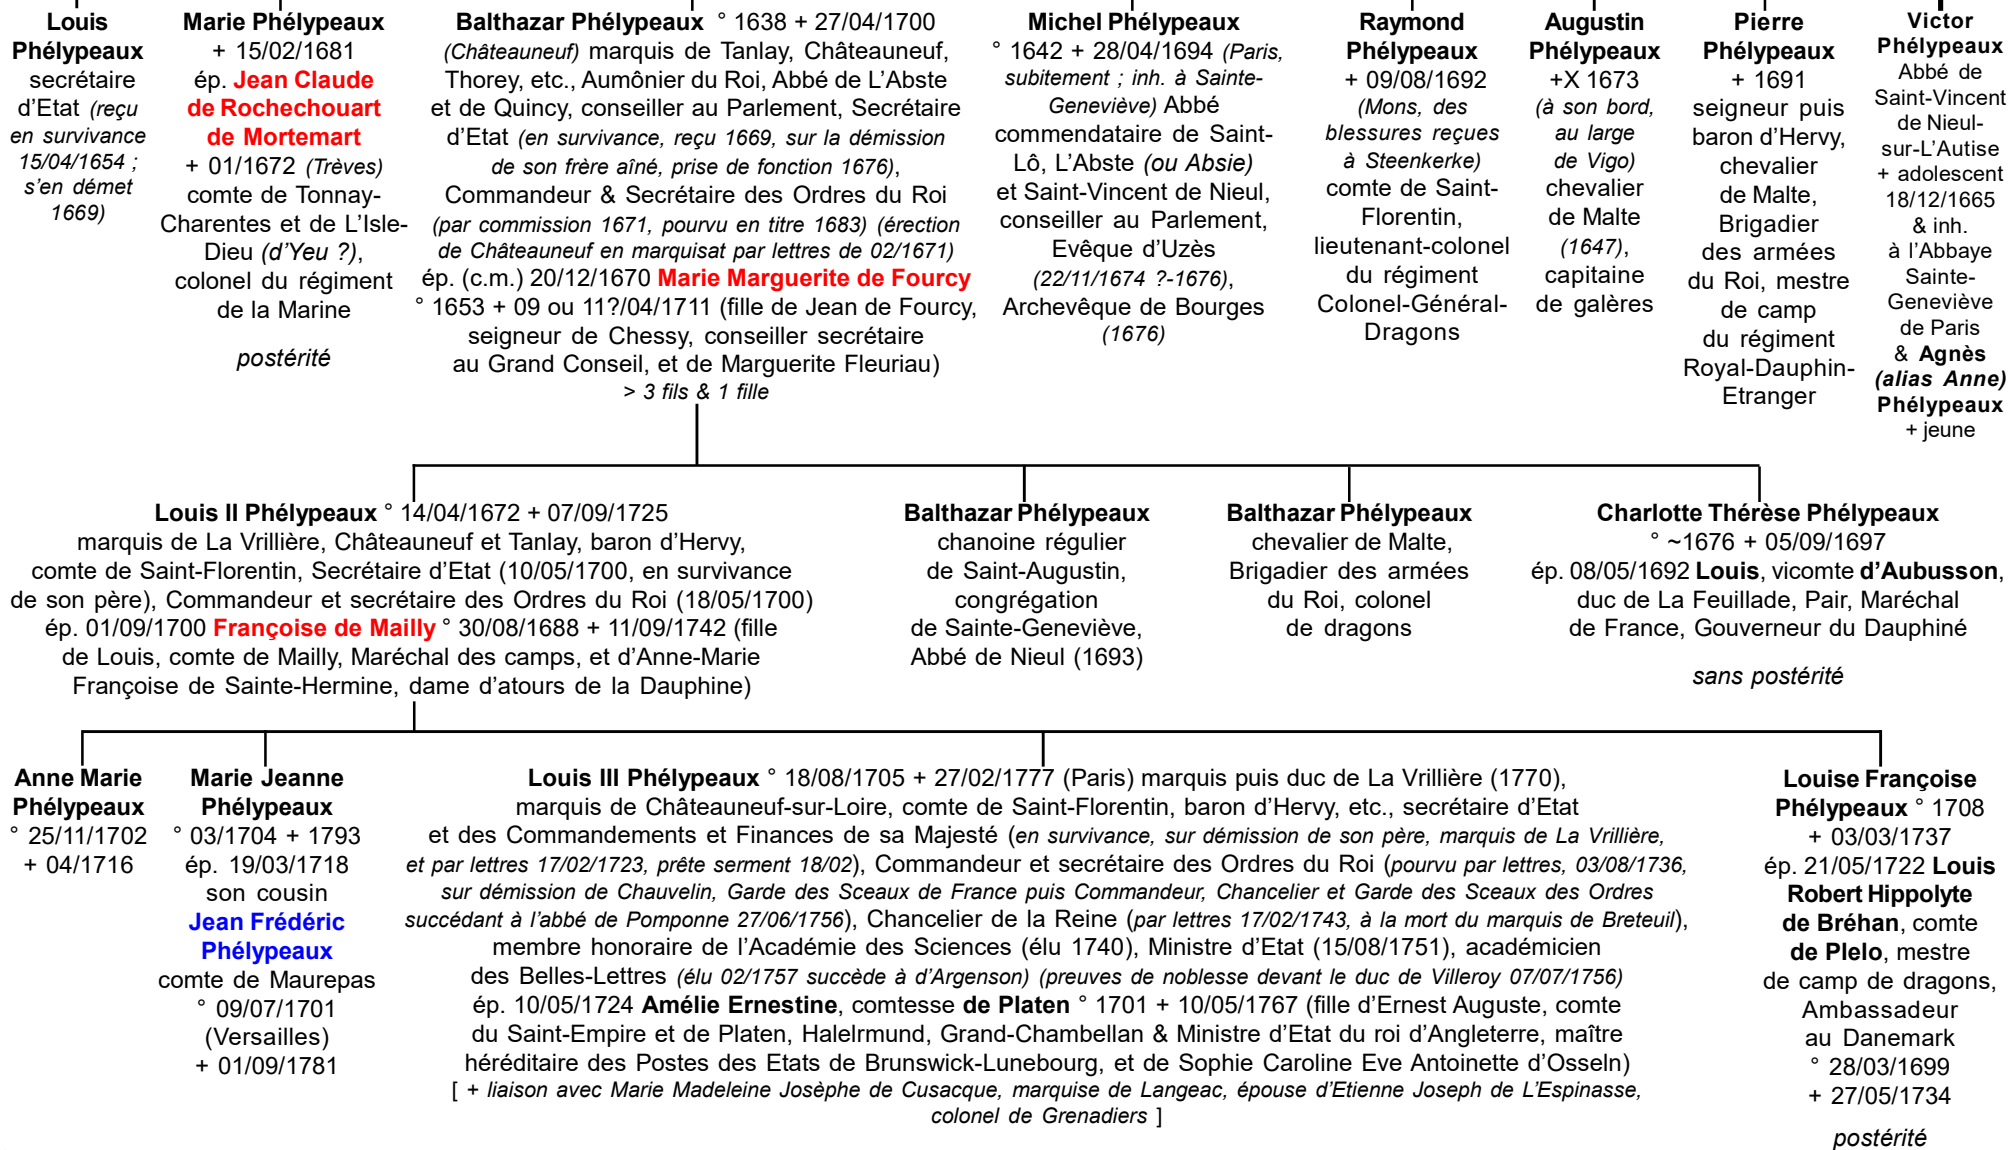 Louis
Phélypeaux
secrétaire
d'Etat (reçu
en survivance
15/04/1654 ;
s'en démet
1669)
Marie Phélypeaux
+ 15/02/1681
ép. Jean Claude
de Rochechouart
de Mortemart
+ 01/1672 (Trèves)
comte de Tonnay-
Charentes et de L'Isle-
Dieu (d'Yeu ?),
colonel du régiment
de la Marine
postérité
Balthazar Phélypeaux ° 1638 + 27/04/1700
(Châteauneuf) marquis de Tanlay, Châteauneuf,
Thorey, etc., Aumônier du Roi, Abbé de L'Abste
et de Quincy, conseiller au Parlement, Secrétaire
d'Etat (en survivance, reçu 1669, sur la démission
de son frère aîné, prise de fonction 1676),
Commandeur & Secrétaire des Ordres du Roi
(par commission 1671, pourvu en titre 1683) (érection
de Châteauneuf en marquisat par lettres de 02/1671)
ép. (c.m.) 20/12/1670 Marie Marguerite de Fourcy
° 1653 + 09 ou 11?/04/1711 (fille de Jean de Fourcy,
seigneur de Chessy, conseiller secrétaire
au Grand Conseil, et de Marguerite Fleuriau)
> 3 fils & 1 fille
Michel Phélypeaux
° 1642 + 28/04/1694 (Paris,
subitement ; inh. à Sainte-
Geneviève) Abbé
commendataire de Saint-
Lô, L'Abste (ou Absie)
et Saint-Vincent de Nieul,
conseiller au Parlement,
Evêque d'Uzès
(22/11/1674 ?-1676),
Archevêque de Bourges
(1676)
Raymond
Phélypeaux
+ 09/08/1692
(Mons, des
blessures reçues
à Steenkerke)
comte de Saint-
Florentin,
lieutenant-colonel
du régiment
Colonel-Général-
Dragons
Augustin
Phélypeaux
+X 1673
(à son bord,
au large
de Vigo)
chevalier
de Malte
(1647),
capitaine
de galères
Pierre
Phélypeaux
+ 1691
seigneur puis
baron d'Hervy,
chevalier
de Malte,
Brigadier
des armées
du Roi, mestre
de camp
du régiment
Royal-Dauphin-
Etranger
Victor
Phélypeaux
Abbé de
Saint-Vincent
de Nieul-
sur-L'Autise
+ adolescent
18/12/1665
& inh.
à l'Abbaye
Sainte-
Geneviève
de Paris
& Agnès
(alias Anne)
Phélypeaux
+ jeune
Louis II Phélypeaux ° 14/04/1672 + 07/09/1725
marquis de La Vrillière, Châteauneuf et Tanlay, baron d'Hervy,
comte de Saint-Florentin, Secrétaire d'Etat (10/05/1700, en survivance
de son père), Commandeur et secrétaire des Ordres du Roi (18/05/1700)
ép. 01/09/1700 Françoise de Mailly ° 30/08/1688 + 11/09/1742 (fille
de Louis, comte de Mailly, Maréchal des camps, et d'Anne-Marie
Françoise de Sainte-Hermine, dame d'atours de la Dauphine)
Balthazar Phélypeaux
chanoine régulier
de Saint-Augustin,
congrégation
de Sainte-Geneviève,
Abbé de Nieul (1693)
Balthazar Phélypeaux
chevalier de Malte,
Brigadier des armées
du Roi, colonel
de dragons
Charlotte Thérèse Phélypeaux
° ~1676 + 05/09/1697
ép. 08/05/1692 Louis, vicomte d'Aubusson,
duc de La Feuillade, Pair, Maréchal
de France, Gouverneur du Dauphiné
sans postérité
Anne Marie
Phélypeaux
° 25/11/1702
+ 04/1716
Marie Jeanne
Phélypeaux
° 03/1704 + 1793
ép. 19/03/1718
son cousin
Jean Frédéric
Phélypeaux
comte de Maurepas
° 09/07/1701
(Versailles)
+ 01/09/1781
Louis III Phélypeaux ° 18/08/1705 + 27/02/1777 (Paris) marquis puis duc de La Vrillière (1770),
marquis de Châteauneuf-sur-Loire, comte de Saint-Florentin, baron d'Hervy, etc., secrétaire d'Etat
et des Commandements et Finances de sa Majesté (en survivance, sur démission de son père, marquis de La Vrillière,
et par lettres 17/02/1723, prête serment 18/02), Commandeur et secrétaire des Ordres du Roi (pourvu par lettres, 03/08/1736,
sur démission de Chauvelin, Garde des Sceaux de France puis Commandeur, Chancelier et Garde des Sceaux des Ordres
succédant à l'abbé de Pomponne 27/06/1756), Chancelier de la Reine (par lettres 17/02/1743, à la mort du marquis de Breteuil),
membre honoraire de l'Académie des Sciences (élu 1740), Ministre d'Etat (15/08/1751), académicien
des Belles-Lettres (élu 02/1757 succède à d'Argenson) (preuves de noblesse devant le duc de Villeroy 07/07/1756)
ép. 10/05/1724 Amélie Ernestine, comtesse de Platen ° 1701 + 10/05/1767 (fille d'Ernest Auguste, comte
du Saint-Empire et de Platen, Halelrmund, Grand-Chambellan & Ministre d'Etat du roi d'Angleterre, maître
héréditaire des Postes des Etats de Brunswick-Lunebourg, et de Sophie Caroline Eve Antoinette d'Osseln)
[ + liaison avec Marie Madeleine Josèphe de Cusacque, marquise de Langeac, épouse d'Etienne Joseph de L'Espinasse,
colonel de Grenadiers ]
Louise Françoise
Phélypeaux ° 1708
+ 03/03/1737
ép. 21/05/1722 Louis
Robert Hippolyte
de Bréhan, comte
de Plelo, mestre
de camp de dragons,
Ambassadeur
au Danemark
° 28/03/1699
+ 27/05/1734
postérité